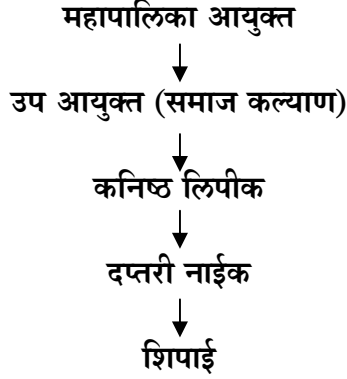 महापालिका आयुक्त
उप आयुक्त (समाज कल्याण)
कनिष्ठ लिपीक
दप्तरी नाईक
शिपाई